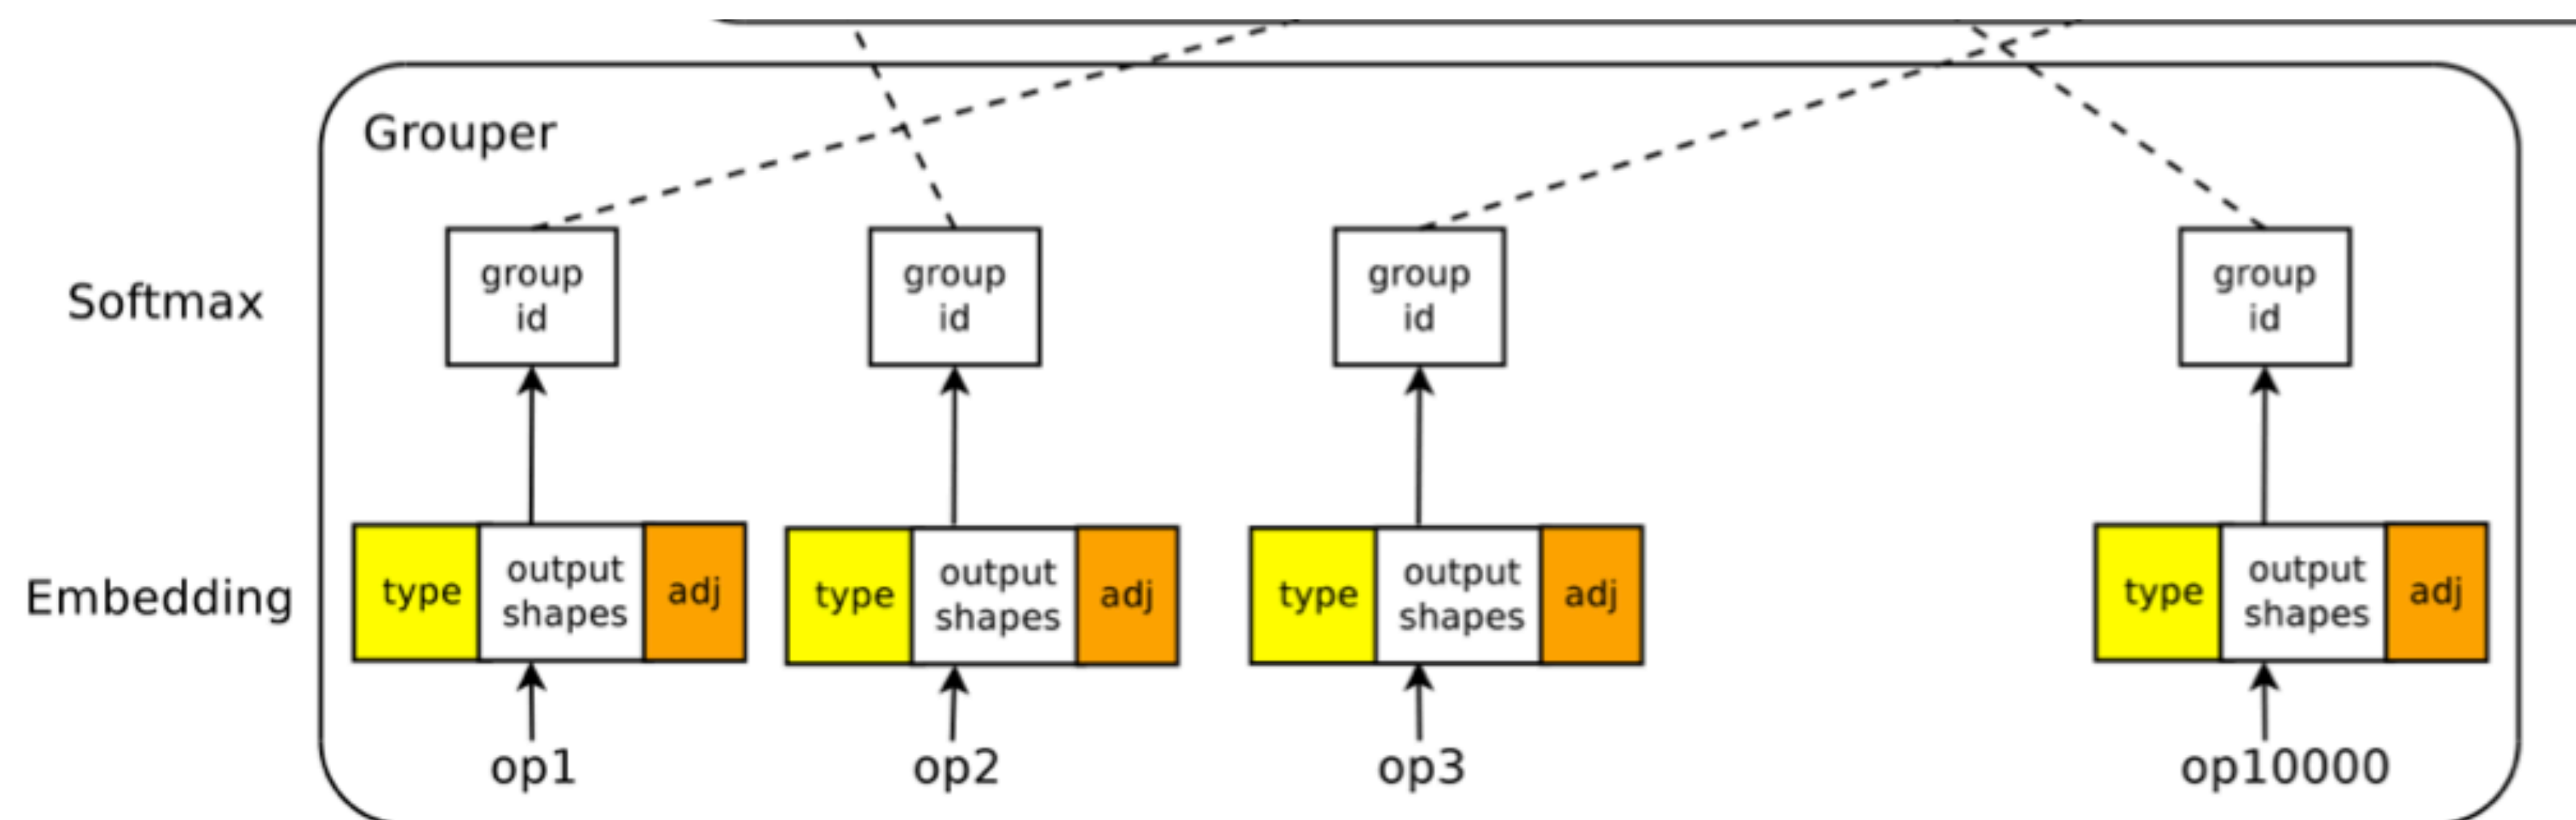 Grouper
Softmax
group
id
group
id
group
id
group
id
Embedding
type
output
shapes
adj
type
output
shapes
adj
type
output
shapes
adj
type
output
shapes
adj
op1
op2
op3
op10000